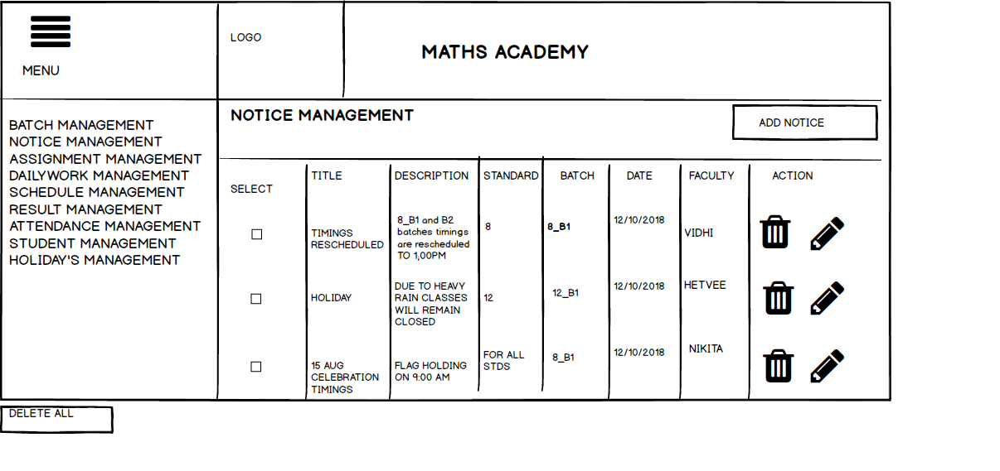 MENU
LOGO
MATHS ACADEMY
BATCH MANAGEMENT
NOTICE MANAGEMENT
ASSIGNMENT MANAGEMENT
DAILYWORK MANAGEMENT
SCHEDULE MANAGEMENT
RESULT MANAGEMENT
ATTENDANCE MANAGEMENT
STUDENT MANAGEMENT
HOLIDAY'S MANAGEMENT
NOTICE MANAGEMENT
ADD NOTICE
SELECT
TITLE
DESCRIPTION
STANDARD
BATCH
DATE
FACULTY
ACTION
TIMINGS
RESCHEDULED
8_B1 and B2
batches timings
are rescheduled
TO 1;00PM
8
8_B1
12/10/2018
VIDHI
HOLIDAY
DUE TO HEAVY
RAIN CLASSES
WILL REMAIN
CLOSED
12
12_B1
12/10/2018
HETVEE
15 AUG
CELEBRATION
TIMINGS
FLAG HOLDING
ON 9:00 AM
FOR ALL
STDS
8_B1
12/10/2018
NIKITA
DELETE ALL